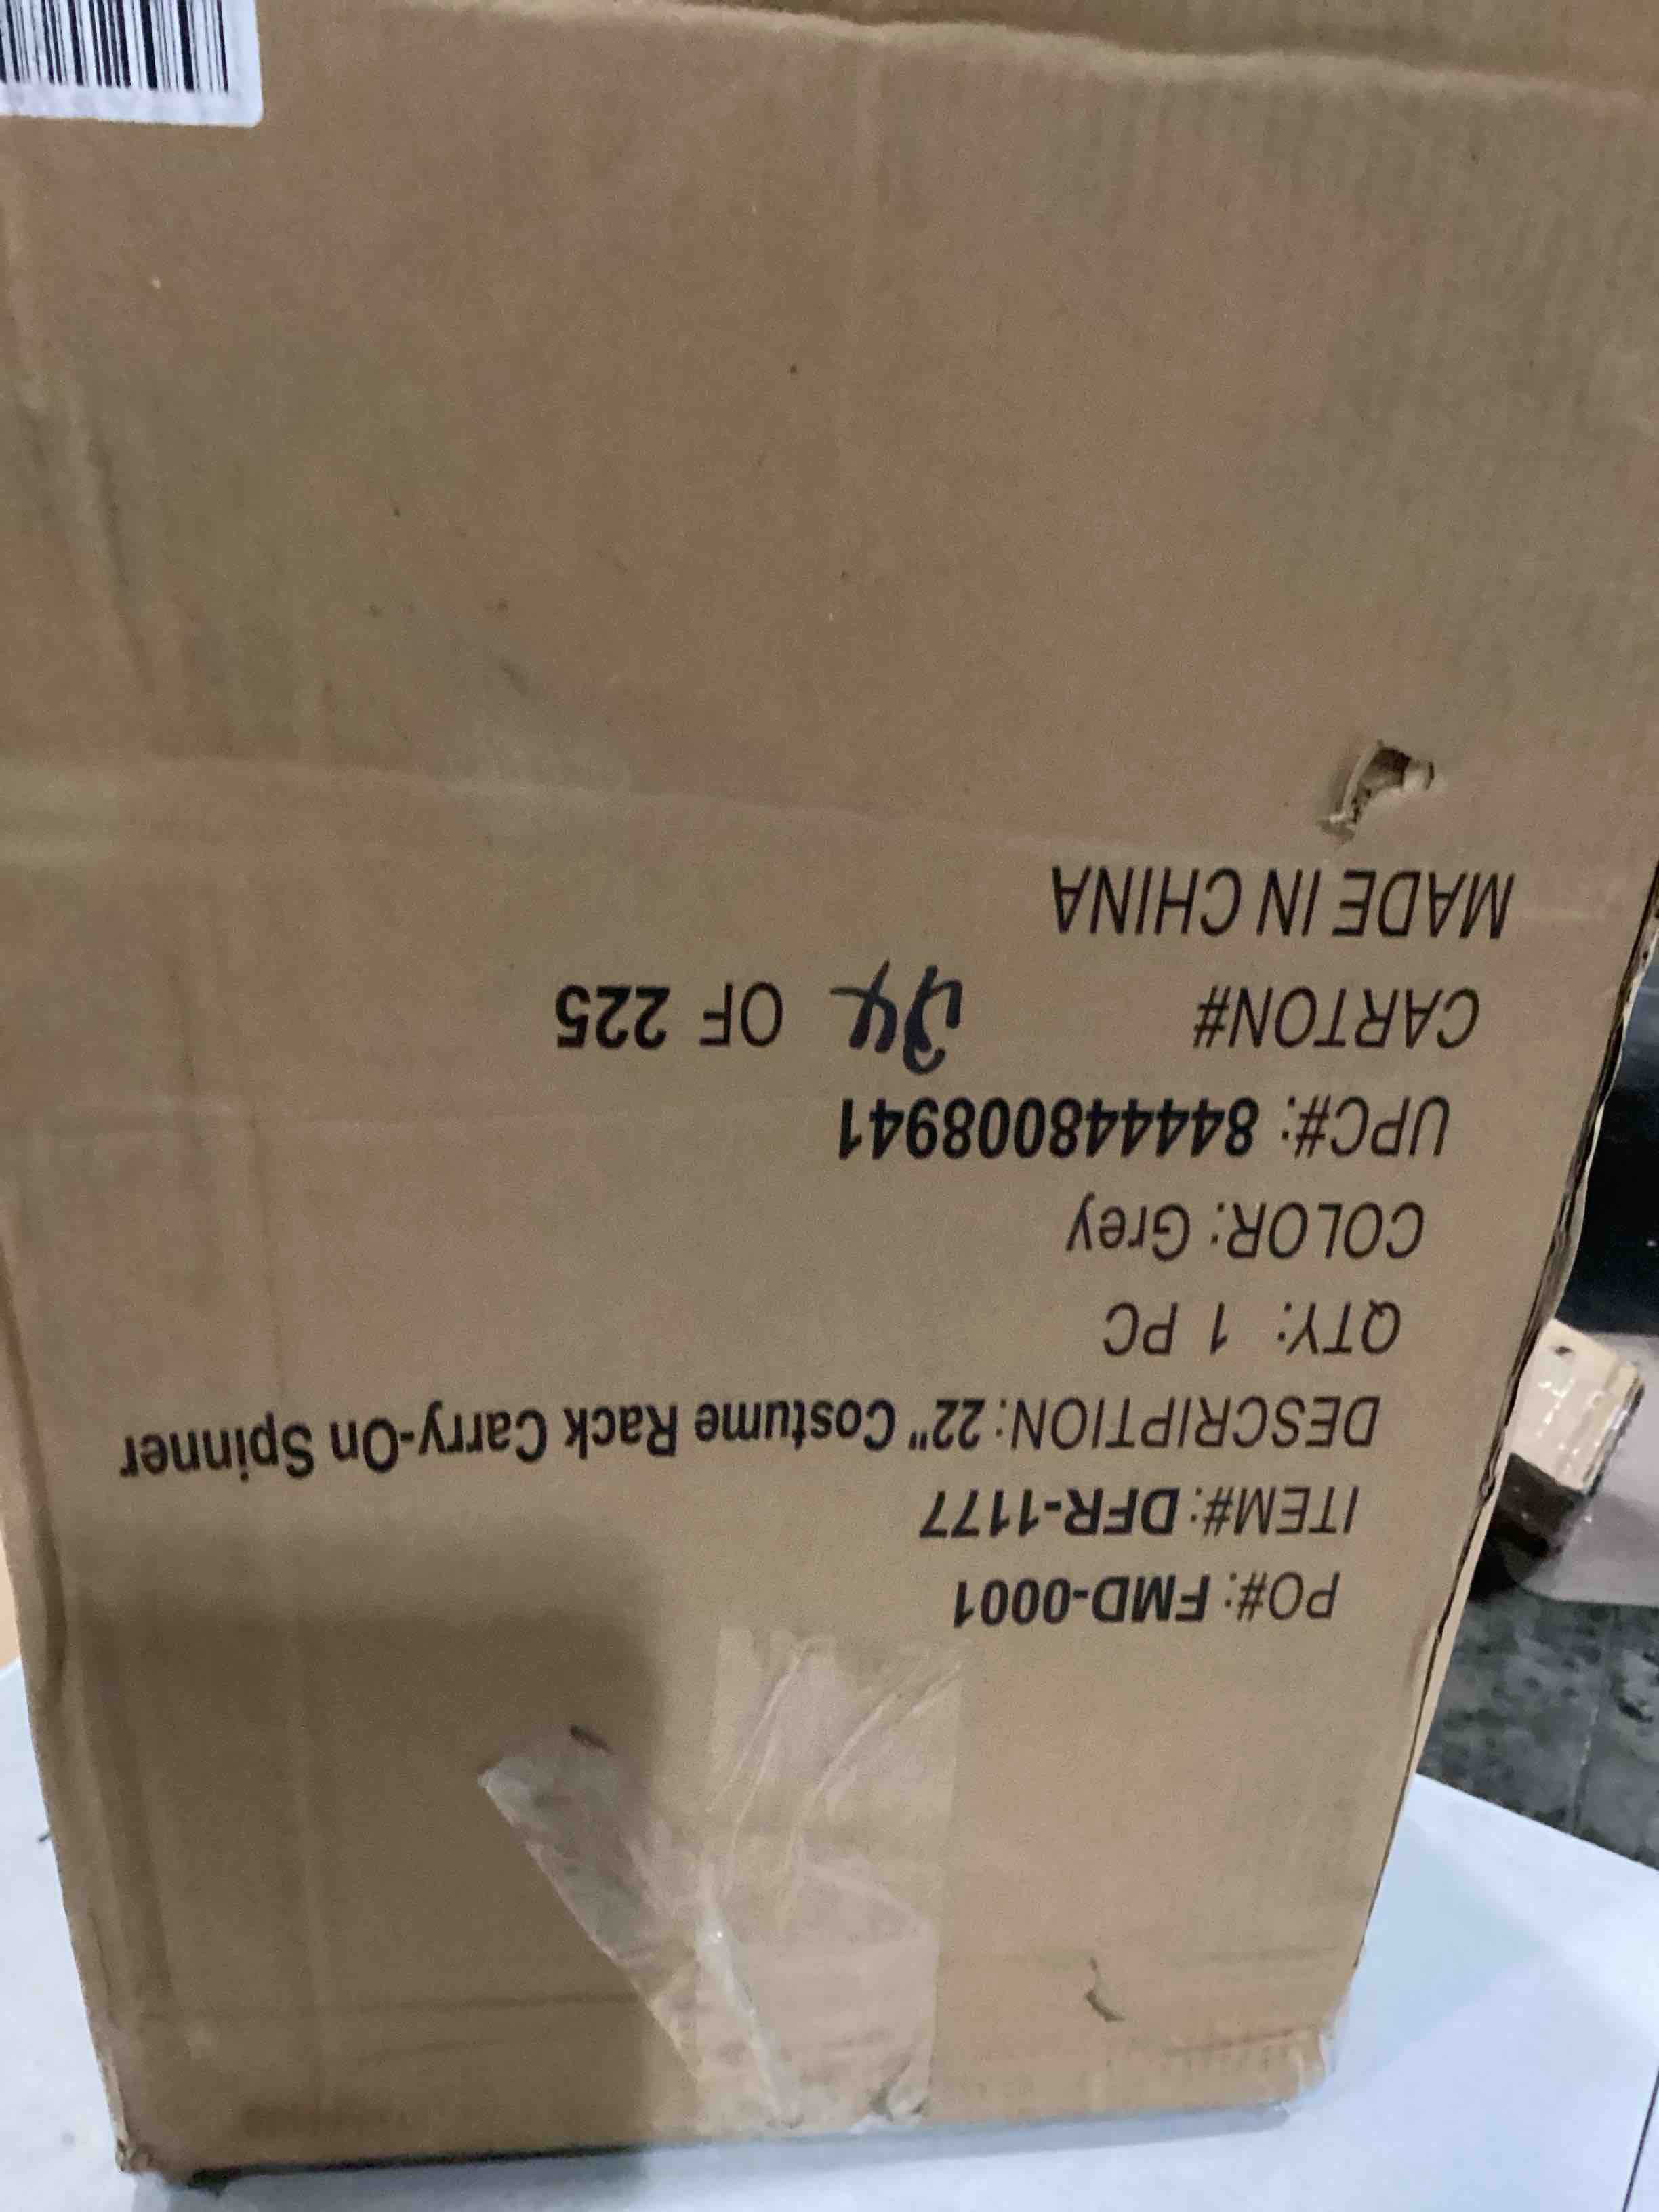 PO#: FMD-0001
ITEM#: DFR-1177
DESCRIPTION: 22" Costume Rack Carry-On Spinner
QTY: 1 PC
COLOR: Grey
UPC#: 844448008941
CARTON# 24 OF 225
MADE IN CHINA